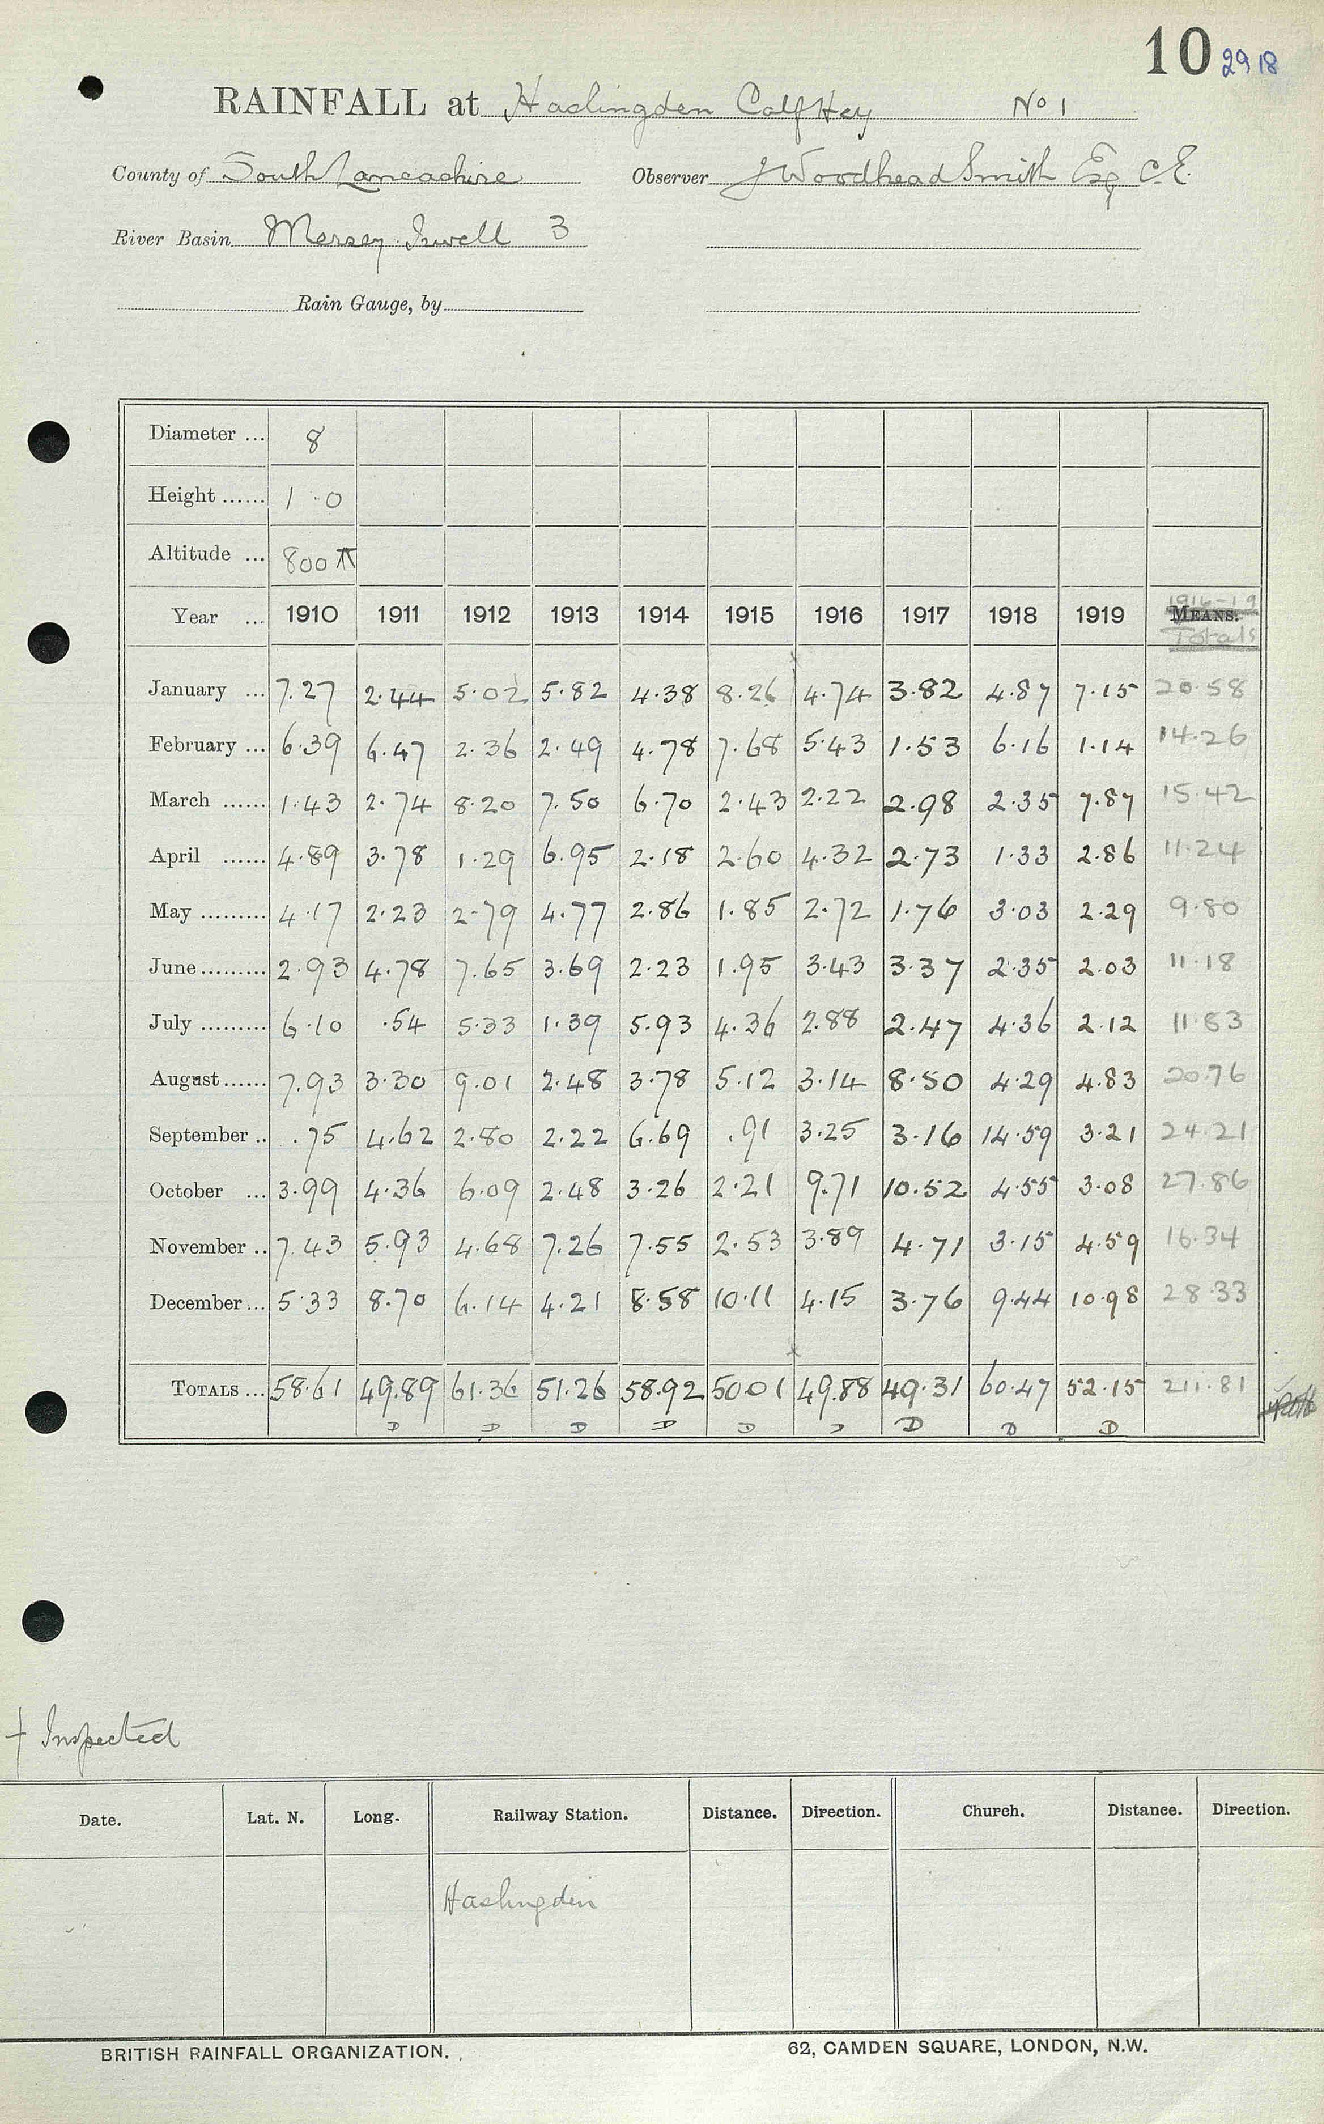 10 2918
RAINFALL at Haslingden Calf Hey No 1
County of South Lancashire Observer J Woodhead Smith Esq C.E.
River Basin Mersey Irwell 3
Rain Gauge, by
Diameter ... 8
Height ...... 1.0
Altitude ... 800 ft
Year ... 1910 1911 1912 1913 1914 1915 1916 1917 1918 1919 1916-19 MEANS. Totals
January ... 7.27 2.44 5.02 5.82 4.38 8.26 4.74 3.82 4.87 7.15 20.58
February ... 6.39 6.47 2.36 2.49 4.78 7.68 5.43 1.53 6.16 1.14 14.26
March ...... 1.43 2.74 8.20 7.50 6.70 2.43 2.22 2.98 2.35 7.87 15.42
April ...... 4.89 3.78 1.29 6.95 2.18 2.60 4.32 2.73 1.33 2.86 11.24
May ......... 4.17 2.23 2.79 4.77 2.86 1.85 2.72 1.76 3.03 2.29 9.80
June ......... 2.93 4.78 7.65 3.69 2.23 1.95 3.43 3.37 2.35 2.03 11.18
July ......... 6.10 .54 5.33 1.39 5.93 4.36 2.88 2.47 4.36 2.12 11.83
August ...... 7.93 3.30 9.01 2.48 3.78 5.12 3.14 8.50 4.29 4.83 20.76
September .. .75 4.62 2.80 2.22 6.69 .91 3.25 3.16 14.59 3.21 24.21
October ... 3.99 4.36 6.09 2.48 3.26 2.21 9.71 10.52 4.55 3.08 27.86
November .. 7.43 5.93 4.68 7.26 7.55 2.53 3.89 4.71 3.15 4.59 16.34
December ... 5.33 8.70 6.14 4.21 8.58 10.11 4.15 3.76 9.44 10.98 28.33
TOTALS ... 58.61 49.89 61.36 51.26 58.92 50.01 49.88 49.31 60.47 52.15 211.81
D D D D D D D D D
+ Inspected
Date. Lat. N. Long. Railway Station. Distance. Direction. Church. Distance. Direction.
Haslingden
BRITISH RAINFALL ORGANIZATION. 62, CAMDEN SQUARE, LONDON, N.W.